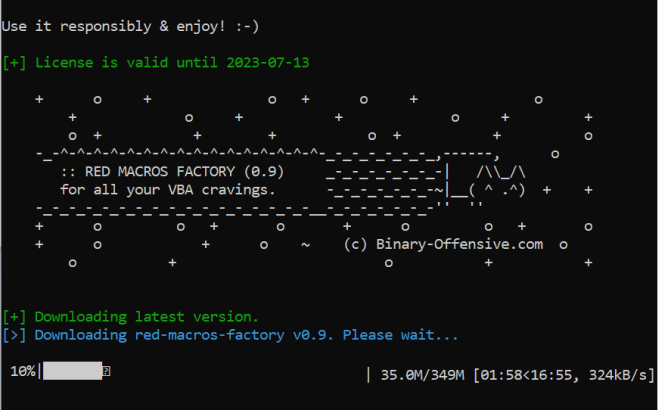 Use it responsibly & enjoy! :-)
[+] License is valid until 2023-07-13
+ o + o + o + o
+ o + + o + +
o + + + o + + o
-_-^-^-^-^-^-^-^-^-^-^-^-^-^-^-^-_-_-_-_-_-_-_,------, o
:: RED MACROS FACTORY (0.9) _-_-_-_-_-_-_-| /\\_/\
for all your VBA cravings. -_-_-_-_-_-_-~|__( ^ .^) + +
-_-_-_-_-_-_-_-_-_-_-_-_-_-_-_-_-__-_-_-_-_-_-_-'' ''
+ o o + o + o o + o
+ o + o ~ (c) Binary-Offensive.com o
o + o + +
[+] Downloading latest version.
[>] Downloading red-macros-factory v0.9. Please wait...
10%| | 35.0M/349M [01:58<16:55, 324kB/s]